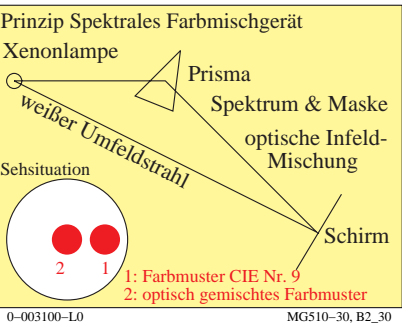 Prinzip Spektrales Farbmischgerät
Xenonlampe
Prisma
Spektrum & Maske
weißer Umfeldstrahl
optische Infeld-
Mischung
Sehsituation
Schirm
2 1
1: Farbmuster CIE Nr. 9
2: optisch gemischtes Farbmuster
0-003100-L0
MG510-30, B2_30